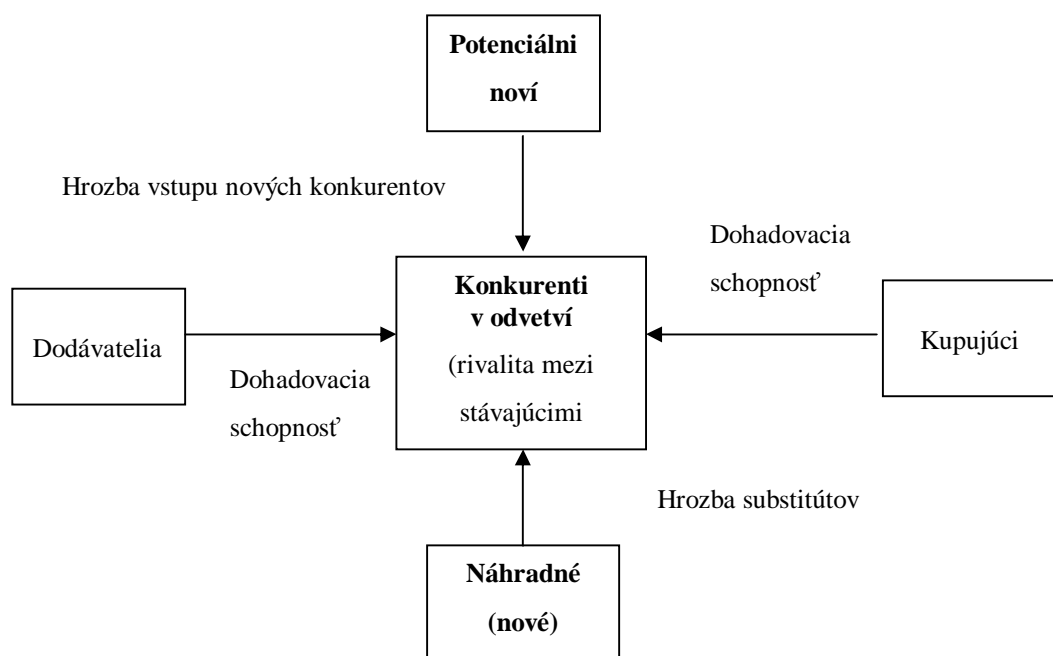 Potenciálni
noví
Hrozba vstupu nových konkurentov
Dohadovacia
schopnosť
Konkurenti
v odvetví
(rivalita mezi
stávajúcimi
Dodávatelia
Kupujúci
Dohadovacia
schopnosť
Hrozba substitútov
Náhradné
(nové)